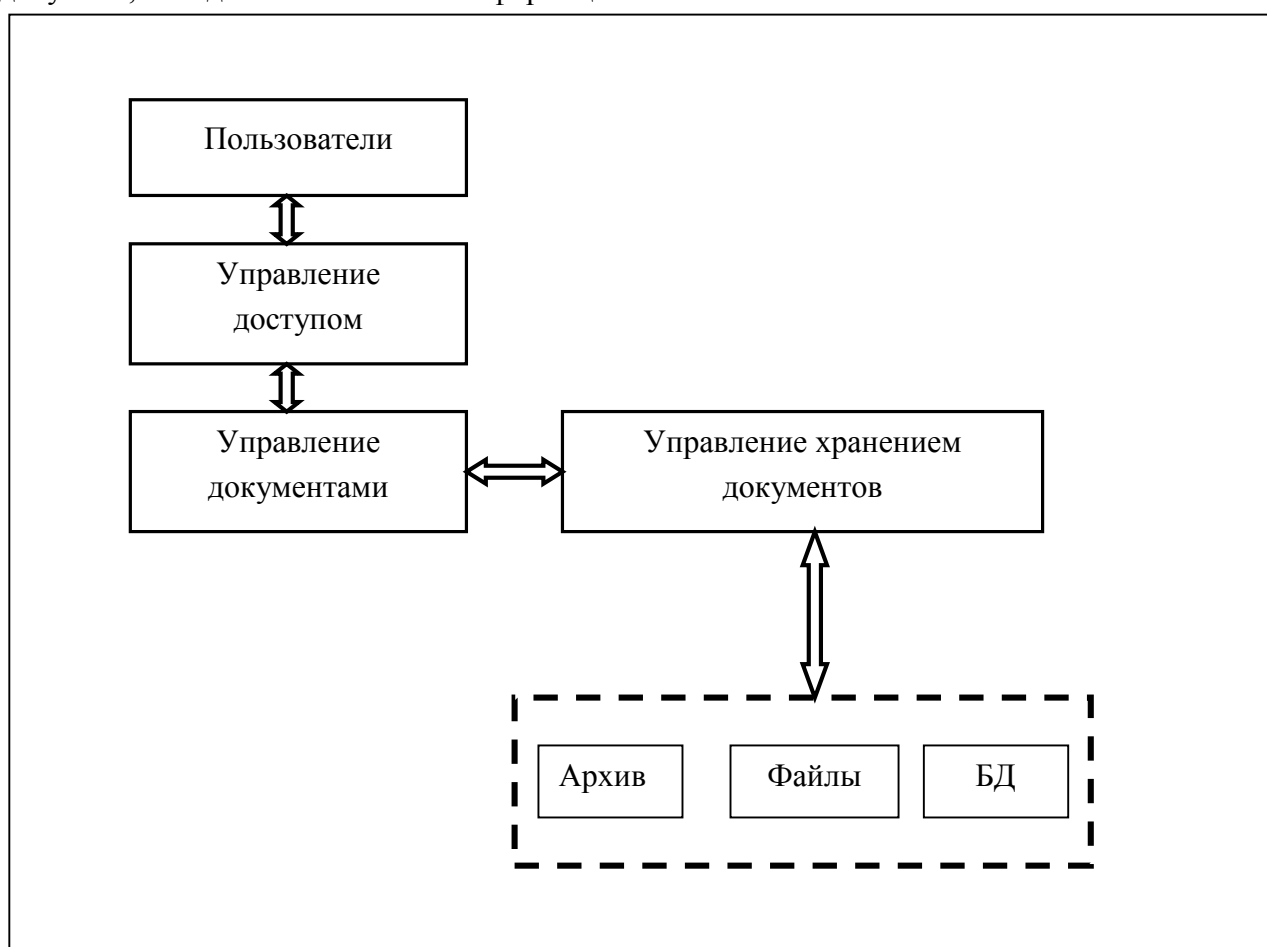 Пользователи
Управление
доступом
Управление
документами
Управление хранением
документов
Архив
Файлы
БД